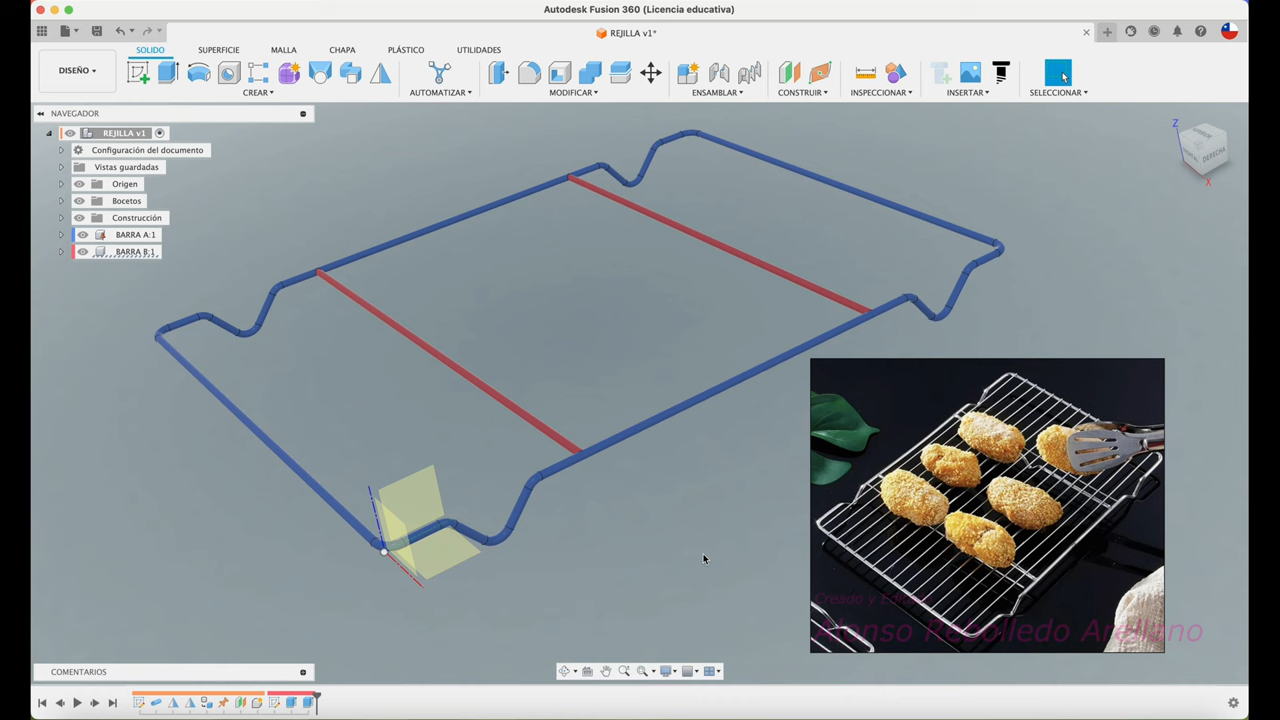 Autodesk Fusion 360 (Licencia educativa)
REJILLA v1*
SOLIDO SUPERFICIE MALLA CHAPA PLÁSTICO UTILIDADES
DISEÑO
CREAR AUTOMATIZAR MODIFICAR ENSAMBLAR CONSTRUIR INSPECCIONAR INSERTAR SELECCIONAR
NAVEGADOR
REJILLA v1
Configuración del documento
Vistas guardadas
Origen
Bocetos
Construcción
BARRA A:1
BARRA B:1
Z
DERECHA
X
Creado y Editado
Alonso Rebolledo Arellano
COMENTARIOS